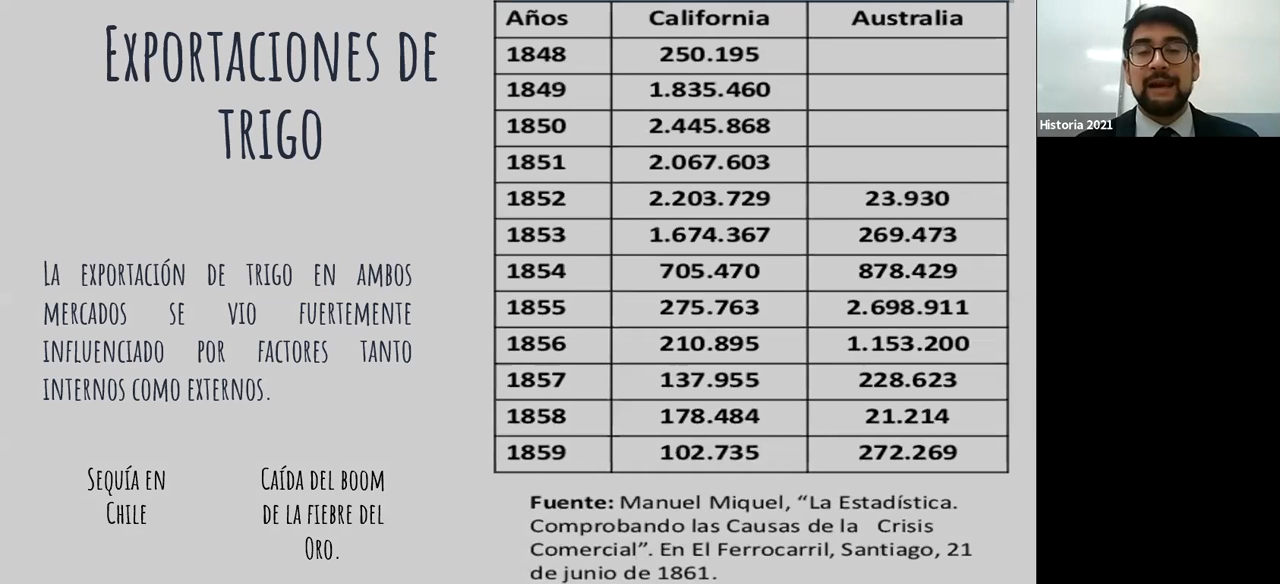 EXPORTACIONES DE
TRIGO
LA EXPORTACIÓN DE TRIGO EN AMBOS
MERCADOS SE VIO FUERTEMENTE
INFLUENCIADO POR FACTORES TANTO
INTERNOS COMO EXTERNOS.
SEQUÍA EN
CHILE
CAÍDA DEL BOOM
DE LA FIEBRE DEL
ORO.
Años California Australia
1848 250.195
1849 1.835.460
1850 2.445.868
1851 2.067.603
1852 2.203.729 23.930
1853 1.674.367 269.473
1854 705.470 878.429
1855 275.763 2.698.911
1856 210.895 1.153.200
1857 137.955 228.623
1858 178.484 21.214
1859 102.735 272.269
Fuente: Manuel Miquel, “La Estadística.
Comprobando las Causas de la Crisis
Comercial”. En El Ferrocarril, Santiago, 21
de junio de 1861.
Historia 2021